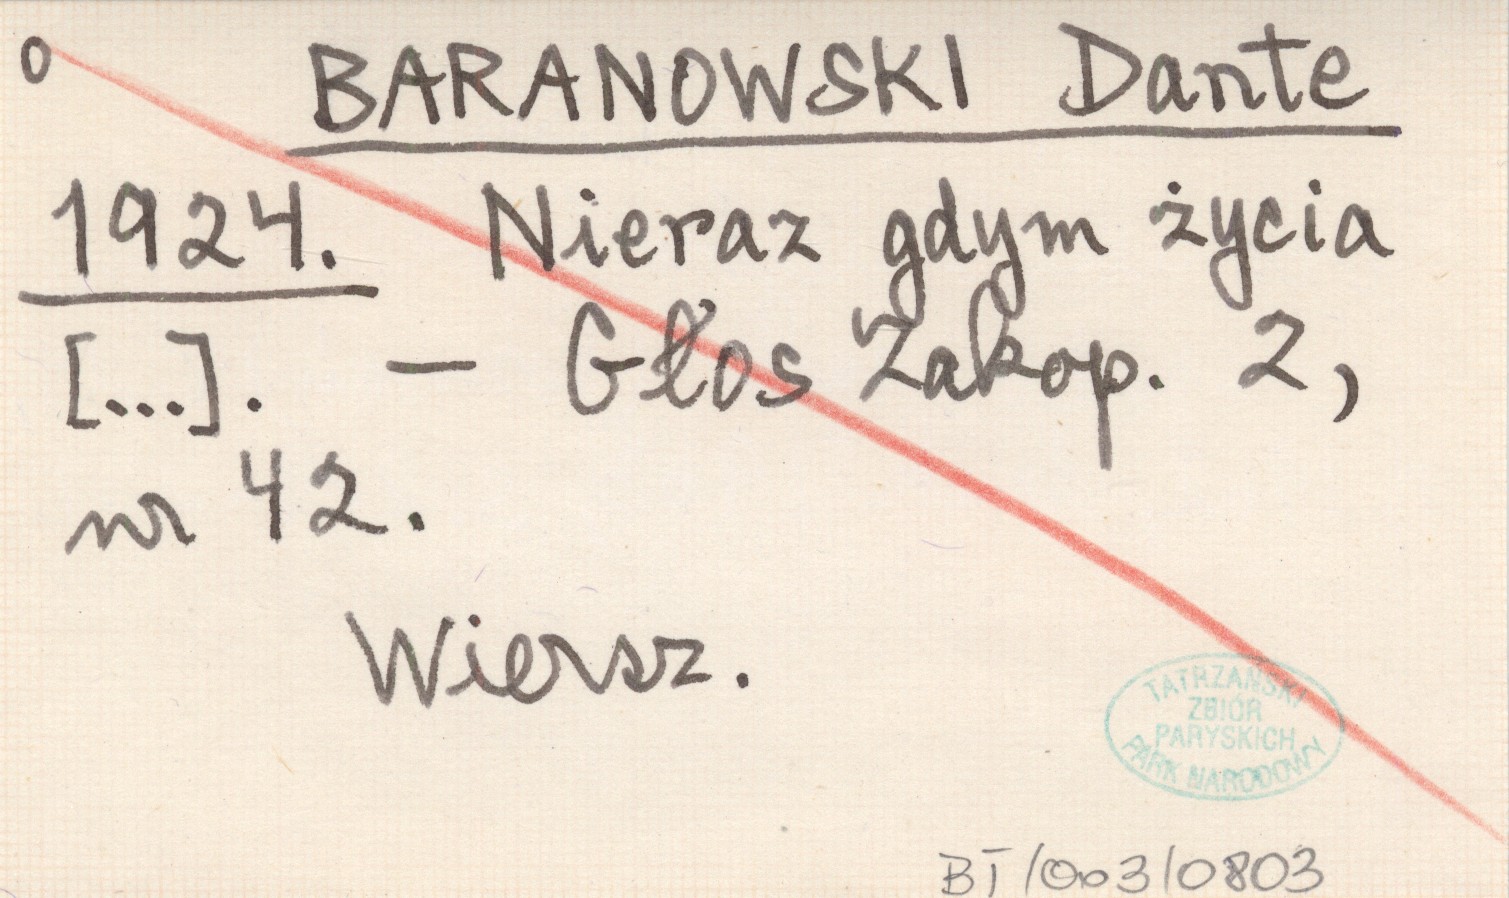 o BARANOWSKI Dante
1924. Nieraz gdym życia
[...]. — Głos Zakop. 2,
nr 42.
Wiersz.
TATRZAŃSKI
ZBIÓR
PARYSKICH
PARK NARODOWY
BT/003/0803